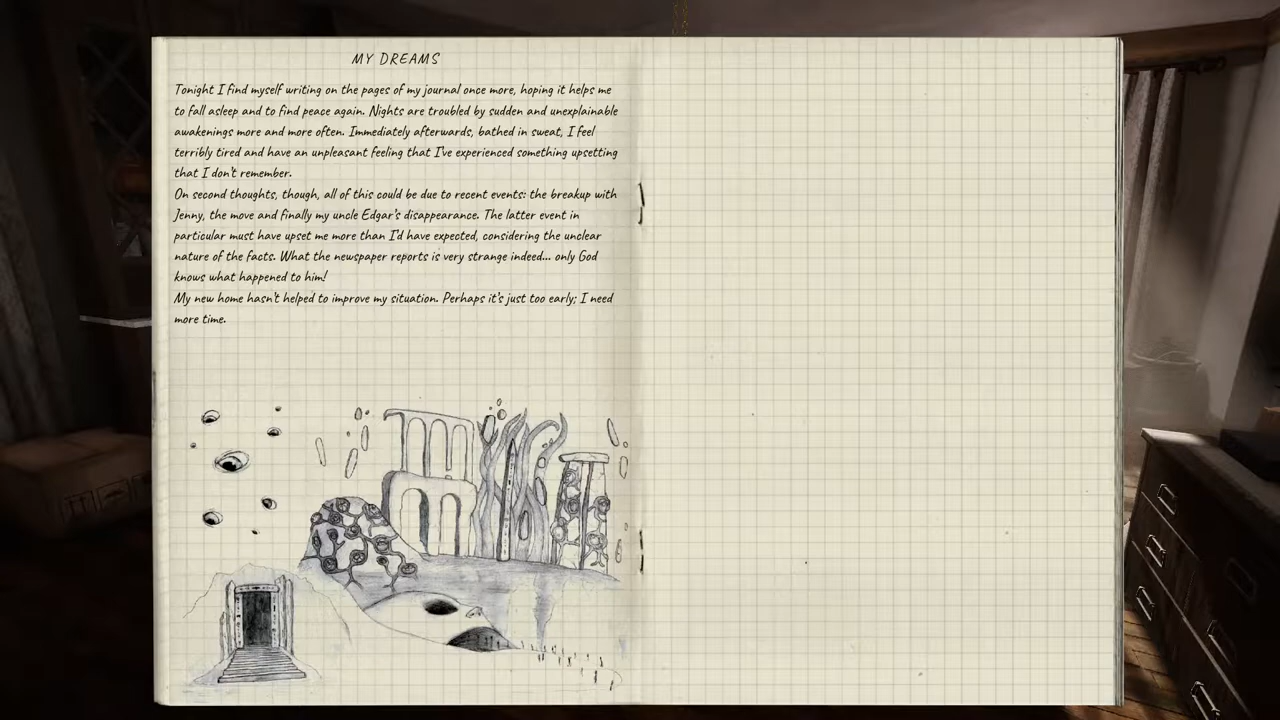 MY DREAMS
Tonight I find myself writing on the pages of my journal once more, hoping it helps me
to fall asleep and to find peace again. Nights are troubled by sudden and unexplainable
awakenings more and more often. Immediately afterwards, bathed in sweat, I feel
terribly tired and have an unpleasant feeling that I've experienced something upsetting
that I don't remember.
On second thoughts, though, all of this could be due to recent events: the breakup with
Jenny, the move and finally my uncle Edgar's disappearance. The latter event in
particular must have upset me more than I'd have expected, considering the unclear
nature of the facts. What the newspaper reports is very strange indeed... only God
knows what happened to him!
My new home hasn't helped to improve my situation. Perhaps it's just too early; I need
more time.